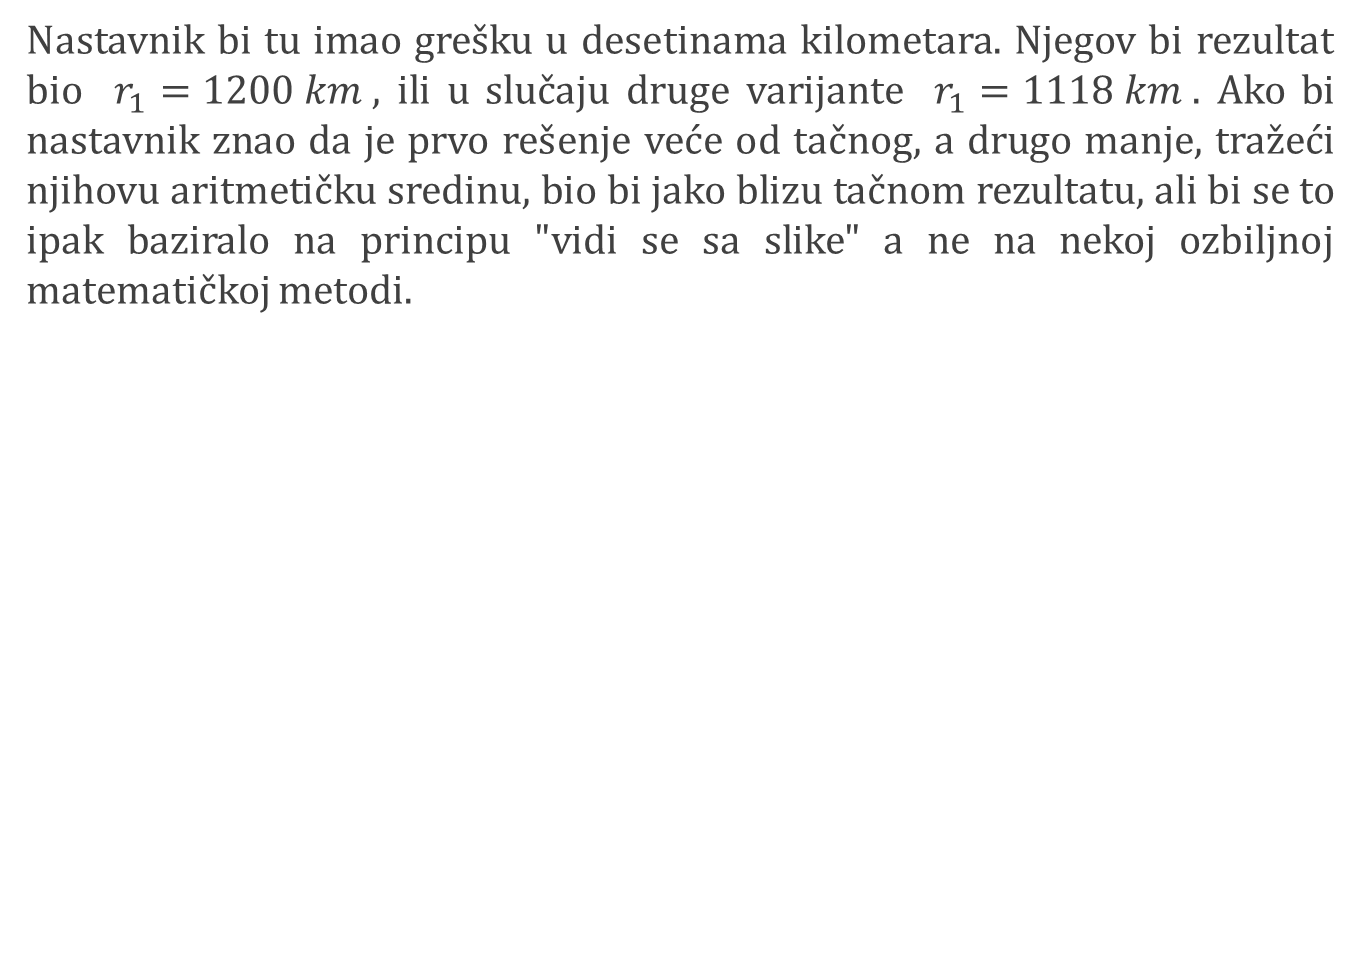 Nastavnik bi tu imao grešku u desetinama kilometara. Njegov bi rezultat
bio r₁ = 1200 km, ili u slučaju druge varijante r₁ = 1118 km. Ako bi
nastavnik znao da je prvo rešenje veće od tačnog, a drugo manje, tražeći
njihovu aritmetičku sredinu, bio bi jako blizu tačnom rezultatu, ali bi se to
ipak baziralo na principu "vidi se sa slike" a ne na nekoj ozbiljnoj
matematičkoj metodi.